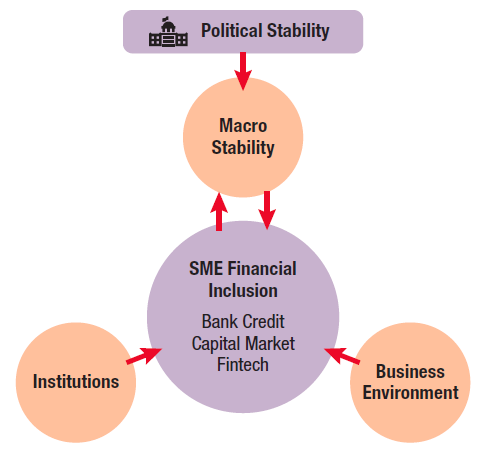 Political Stability
Macro
Stability
SME Financial
Inclusion
Bank Credit
Capital Market
Fintech
Institutions
Business
Environment